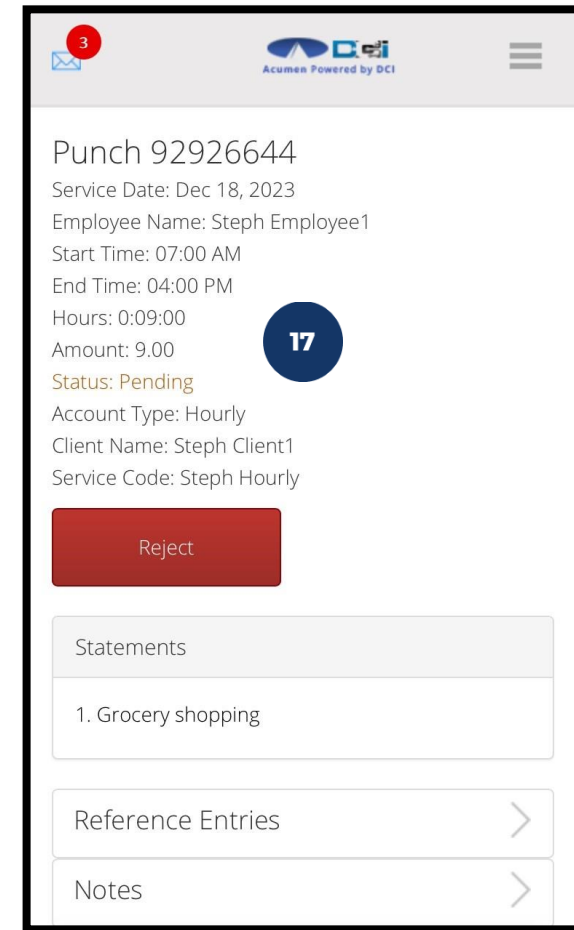 3
DCI
Acumen Powered by DCI
Punch 92926644
Service Date: Dec 18, 2023
Employee Name: Steph Employee1
Start Time: 07:00 AM
End Time: 04:00 PM
Hours: 0:09:00
Amount: 9.00
17
Status: Pending
Account Type: Hourly
Client Name: Steph Client1
Service Code: Steph Hourly
Reject
Statements
1. Grocery shopping
Reference Entries
Notes